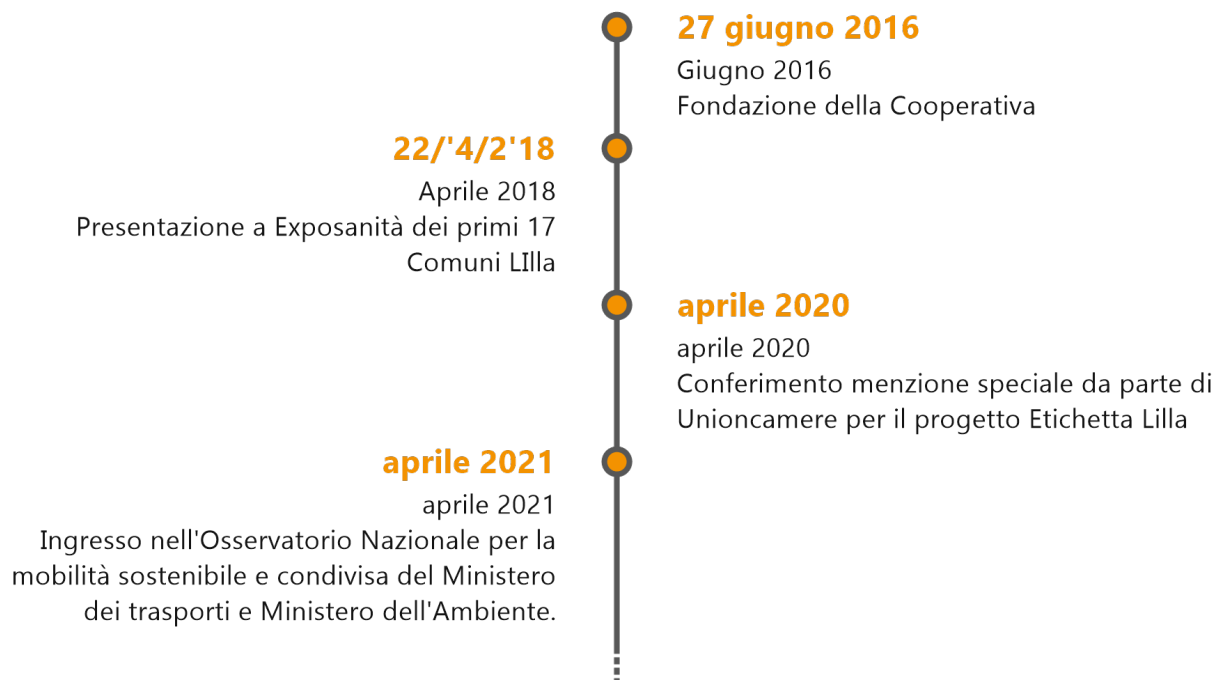 27 giugno 2016
Giugno 2016
Fondazione della Cooperativa
22/'4/2'18
Aprile 2018
Presentazione a Exposanità dei primi 17
Comuni LIlla
aprile 2020
aprile 2020
Conferimento menzione speciale da parte di
Unioncamere per il progetto Etichetta Lilla
aprile 2021
aprile 2021
Ingresso nell'Osservatorio Nazionale per la
mobilità sostenibile e condivisa del Ministero
dei trasporti e Ministero dell'Ambiente.